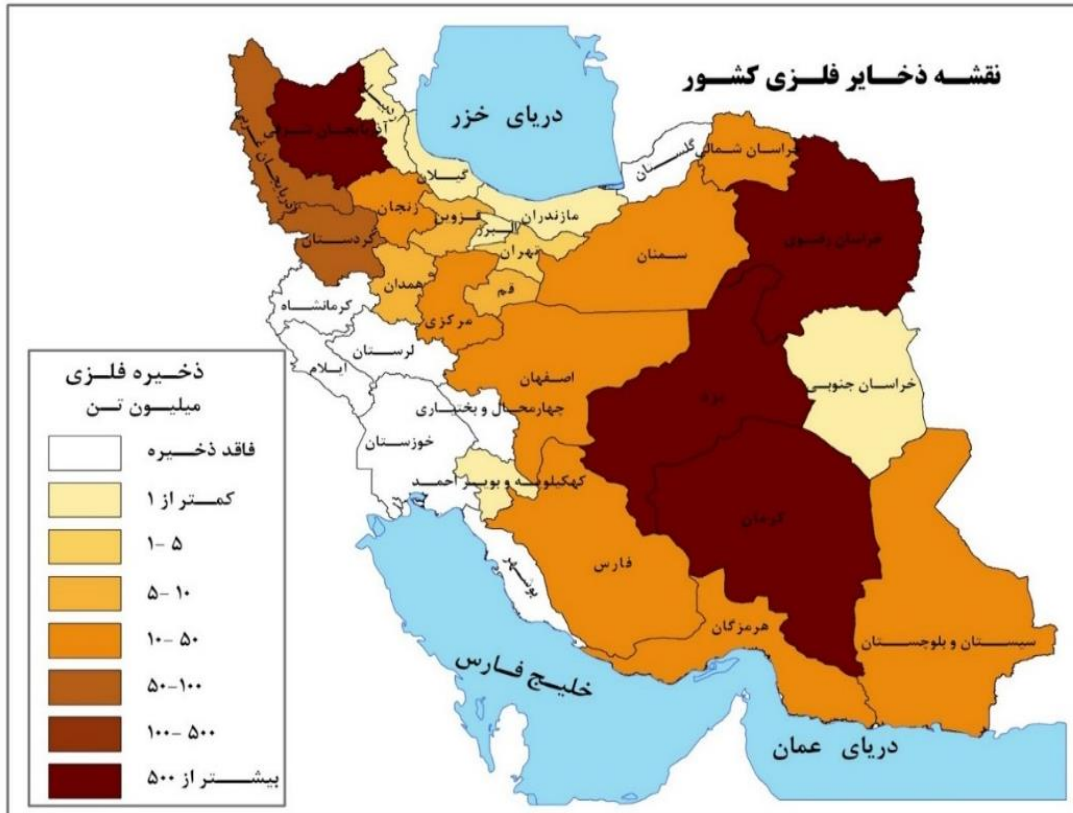 نقشه ذخایر فلزی کشور
دریای خزر
آذربایجان شرقی
گیلان
گلستان
خراسان شمالی
زنجان
قزوین
البرز
مازندران
تهران
سمنان
خراسان رضوی
کردستان
همدان
قم
مرکزی
کرمانشاه
لرستان
ایلام
اصفهان
یزد
خراسان جنوبی
چهارمحال و بختیاری
خوزستان
کهکیلویه و بویر احمد
کرمان
فارس
بوشهر
هرمزگان
سیستان و بلوچستان
خلیج فارس
دریای عمان
ذخیره فلزی
میلیون تن
فاقد ذخیره
کمتر از ۱
۱-۵
۵-۱۰
۱۰-۵۰
۵۰-۱۰۰
۱۰۰-۵۰۰
بیشتر از ۵۰۰